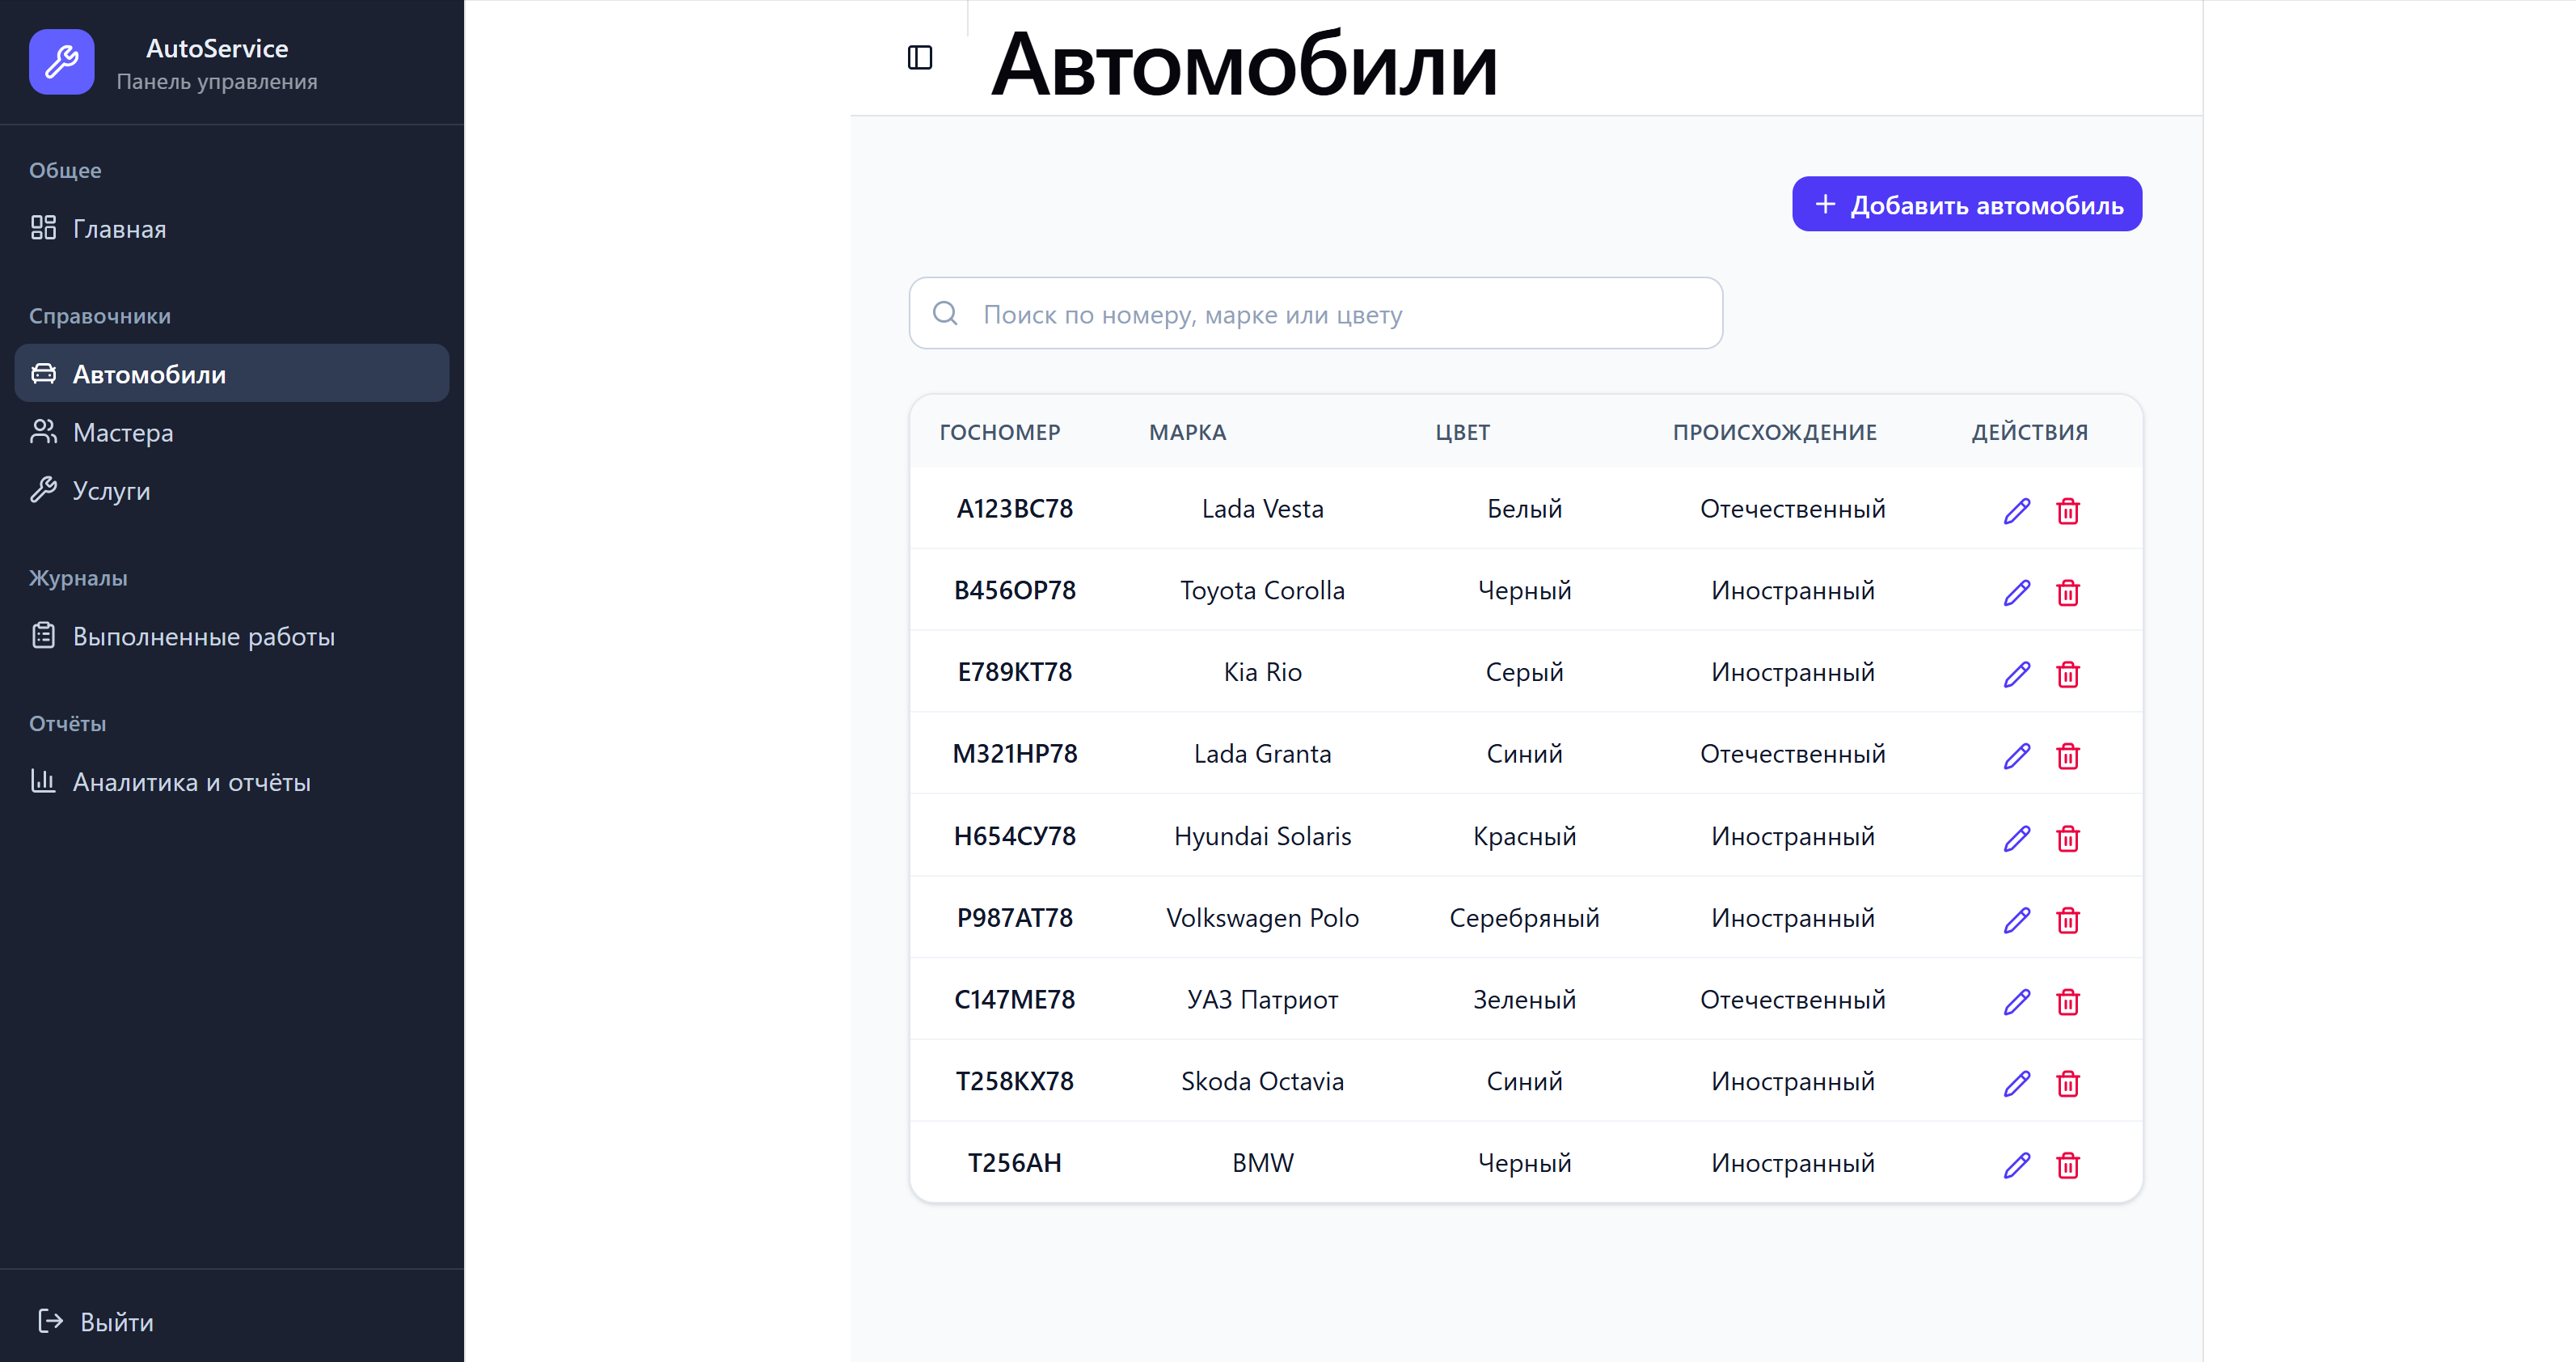 AutoService
Панель управления
Общее
Главная
Справочники
Автомобили
Мастера
Услуги
Журналы
Выполненные работы
Отчёты
Аналитика и отчёты
Выйти
Автомобили
Добавить автомобиль
Поиск по номеру, марке или цвету
ГОСНОМЕР МАРКА ЦВЕТ ПРОИСХОЖДЕНИЕ ДЕЙСТВИЯ
А123ВС78 Lada Vesta Белый Отечественный
В456ОР78 Toyota Corolla Черный Иностранный
Е789КТ78 Kia Rio Серый Иностранный
М321НР78 Lada Granta Синий Отечественный
Н654СУ78 Hyundai Solaris Красный Иностранный
Р987АТ78 Volkswagen Polo Серебряный Иностранный
С147МЕ78 УАЗ Патриот Зеленый Отечественный
Т258КХ78 Skoda Octavia Синий Иностранный
Т256АН BMW Черный Иностранный